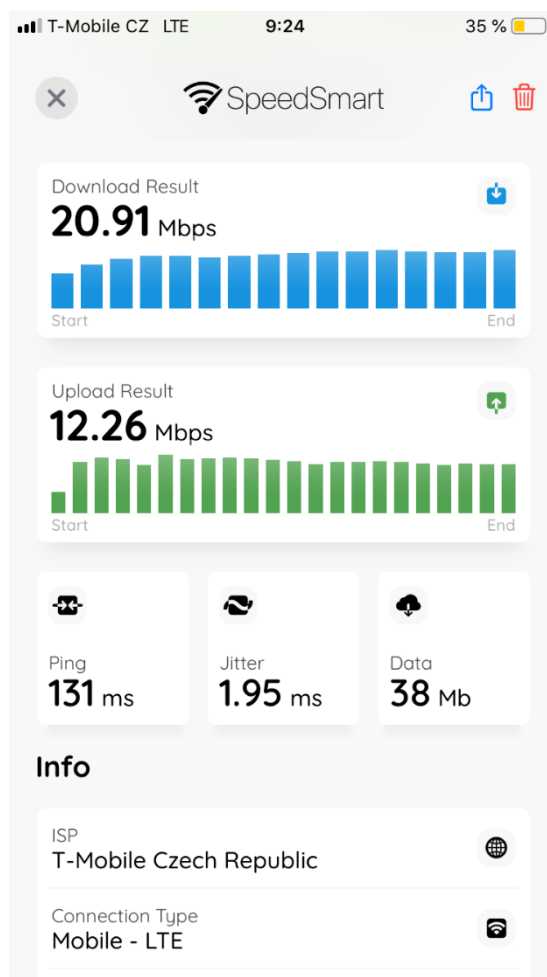 T-Mobile CZ LTE 9:24 35 %
SpeedSmart
Download Result
20.91 Mbps
Start End
Upload Result
12.26 Mbps
Start End
Ping Jitter Data
131 ms 1.95 ms 38 Mb
Info
ISP
T-Mobile Czech Republic
Connection Type
Mobile - LTE